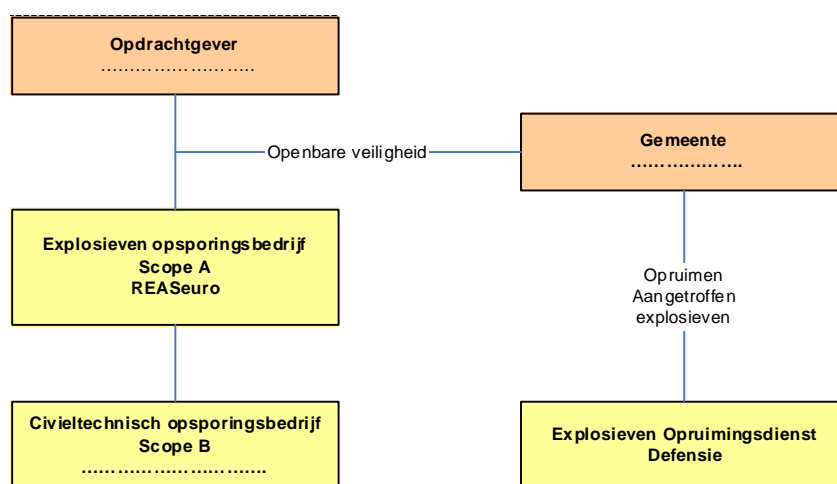 Opdrachtgever
……………………..
Openbare veiligheid
Gemeente
……………….
Explosieven opsporingsbedrijf
Scope A
REASeuro
Opruimen
Aangetroffen
explosieven
Civieltechnisch opsporingsbedrijf
Scope B
……………………….
Explosieven Opruimingsdienst
Defensie